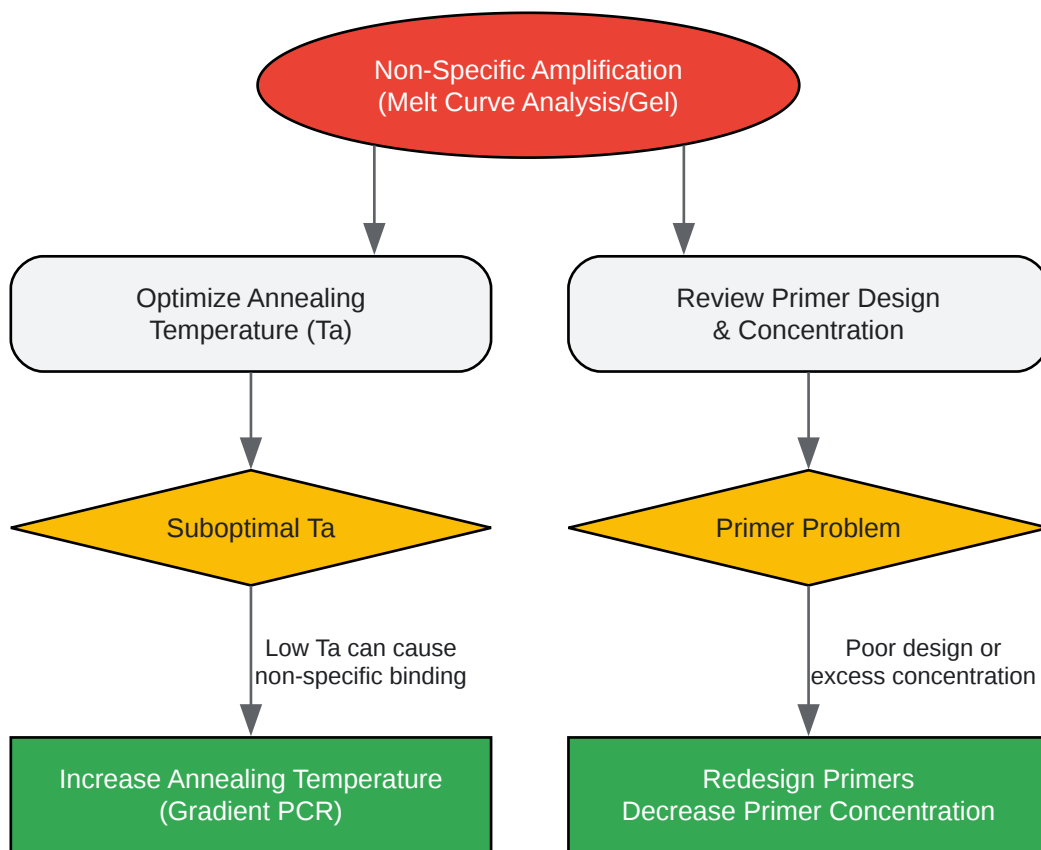 Non-Specific Amplification
(Melt Curve Analysis/Gel)
Optimize Annealing
Temperature (Ta)
Review Primer Design
& Concentration
Suboptimal Ta
Primer Problem
Low Ta can cause
non-specific binding
Poor design or
excess concentration
Increase Annealing Temperature
(Gradient PCR)
Redesign Primers
Decrease Primer Concentration